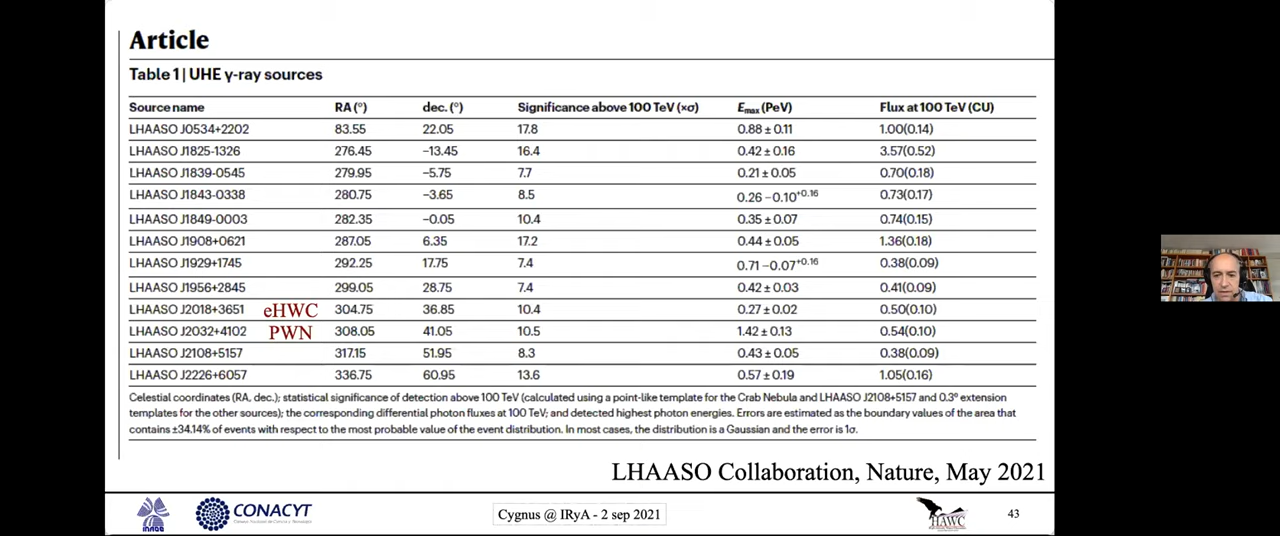 Article
Table 1 | UHE γ-ray sources
Source name RA (°) dec. (°) Significance above 100 TeV (×σ) Emax (PeV) Flux at 100 TeV (CU)
LHAASO J0534+2202 83.55 22.05 17.8 0.88 ± 0.11 1.00(0.14)
LHAASO J1825-1326 276.45 −13.45 16.4 0.42 ± 0.16 3.57(0.52)
LHAASO J1839-0545 279.95 −5.75 7.7 0.21 ± 0.05 0.70(0.18)
LHAASO J1843-0338 280.75 −3.65 8.5 0.26 −0.10+0.16 0.73(0.17)
LHAASO J1849-0003 282.35 −0.05 10.4 0.35 ± 0.07 0.74(0.15)
LHAASO J1908+0621 287.05 6.35 17.2 0.44 ± 0.05 1.36(0.18)
LHAASO J1929+1745 292.25 17.75 7.4 0.71 −0.07+0.16 0.38(0.09)
LHAASO J1956+2845 299.05 28.75 7.4 0.42 ± 0.03 0.41(0.09)
LHAASO J2018+3651 eHWC 304.75 36.85 10.4 0.27 ± 0.02 0.50(0.10)
LHAASO J2032+4102 PWN 308.05 41.05 10.5 1.42 ± 0.13 0.54(0.10)
LHAASO J2108+5157 317.15 51.95 8.3 0.43 ± 0.05 0.38(0.09)
LHAASO J2226+6057 336.75 60.95 13.6 0.57 ± 0.19 1.05(0.16)
Celestial coordinates (RA, dec.); statistical significance of detection above 100 TeV (calculated using a point-like template for the Crab Nebula and LHAASO J2108+5157 and 0.3° extension
templates for the other sources); the corresponding differential photon fluxes at 100 TeV; and detected highest photon energies. Errors are estimated as the boundary values of the area that
contains ±34.14% of events with respect to the most probable value of the event distribution. In most cases, the distribution is a Gaussian and the error is 1σ.
LHAASO Collaboration, Nature, May 2021
CONACYT
Cygnus @ IRyA - 2 sep 2021
HAWC
43